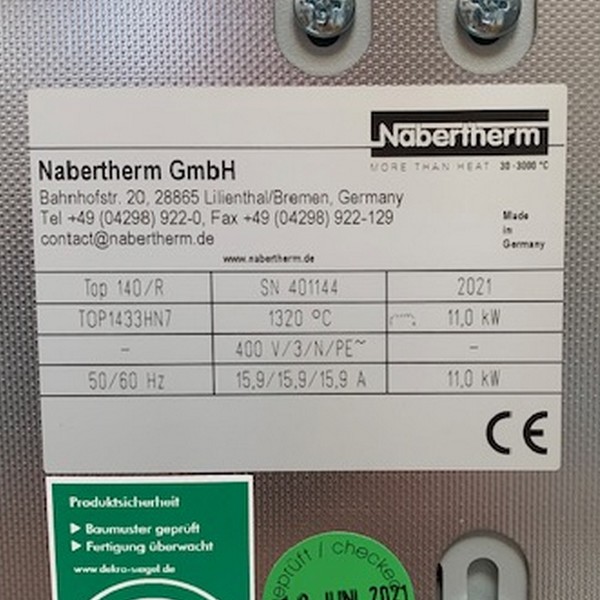 Nabertherm
MORE THAN HEAT 30-3000 °C
Nabertherm GmbH
Bahnhofstr. 20, 28865 Lilienthal/Bremen, Germany
Tel +49 (04298) 922-0, Fax +49 (04298) 922-129
contact@nabertherm.de
Made
in
Germany
www.nabertherm.de
Top 140/R SN 401144 2021
TOP1433HN7 1320 °C 11,0 kW
- 400 V/3/N/PE~ -
50/60 Hz 15,9/15,9/15,9 A 11,0 kW
CE
Produktsicherheit
▶ Baumuster geprüft
▶ Fertigung überwacht
www.dekra-siegel.de
geprüft / checked
JUNI 2021